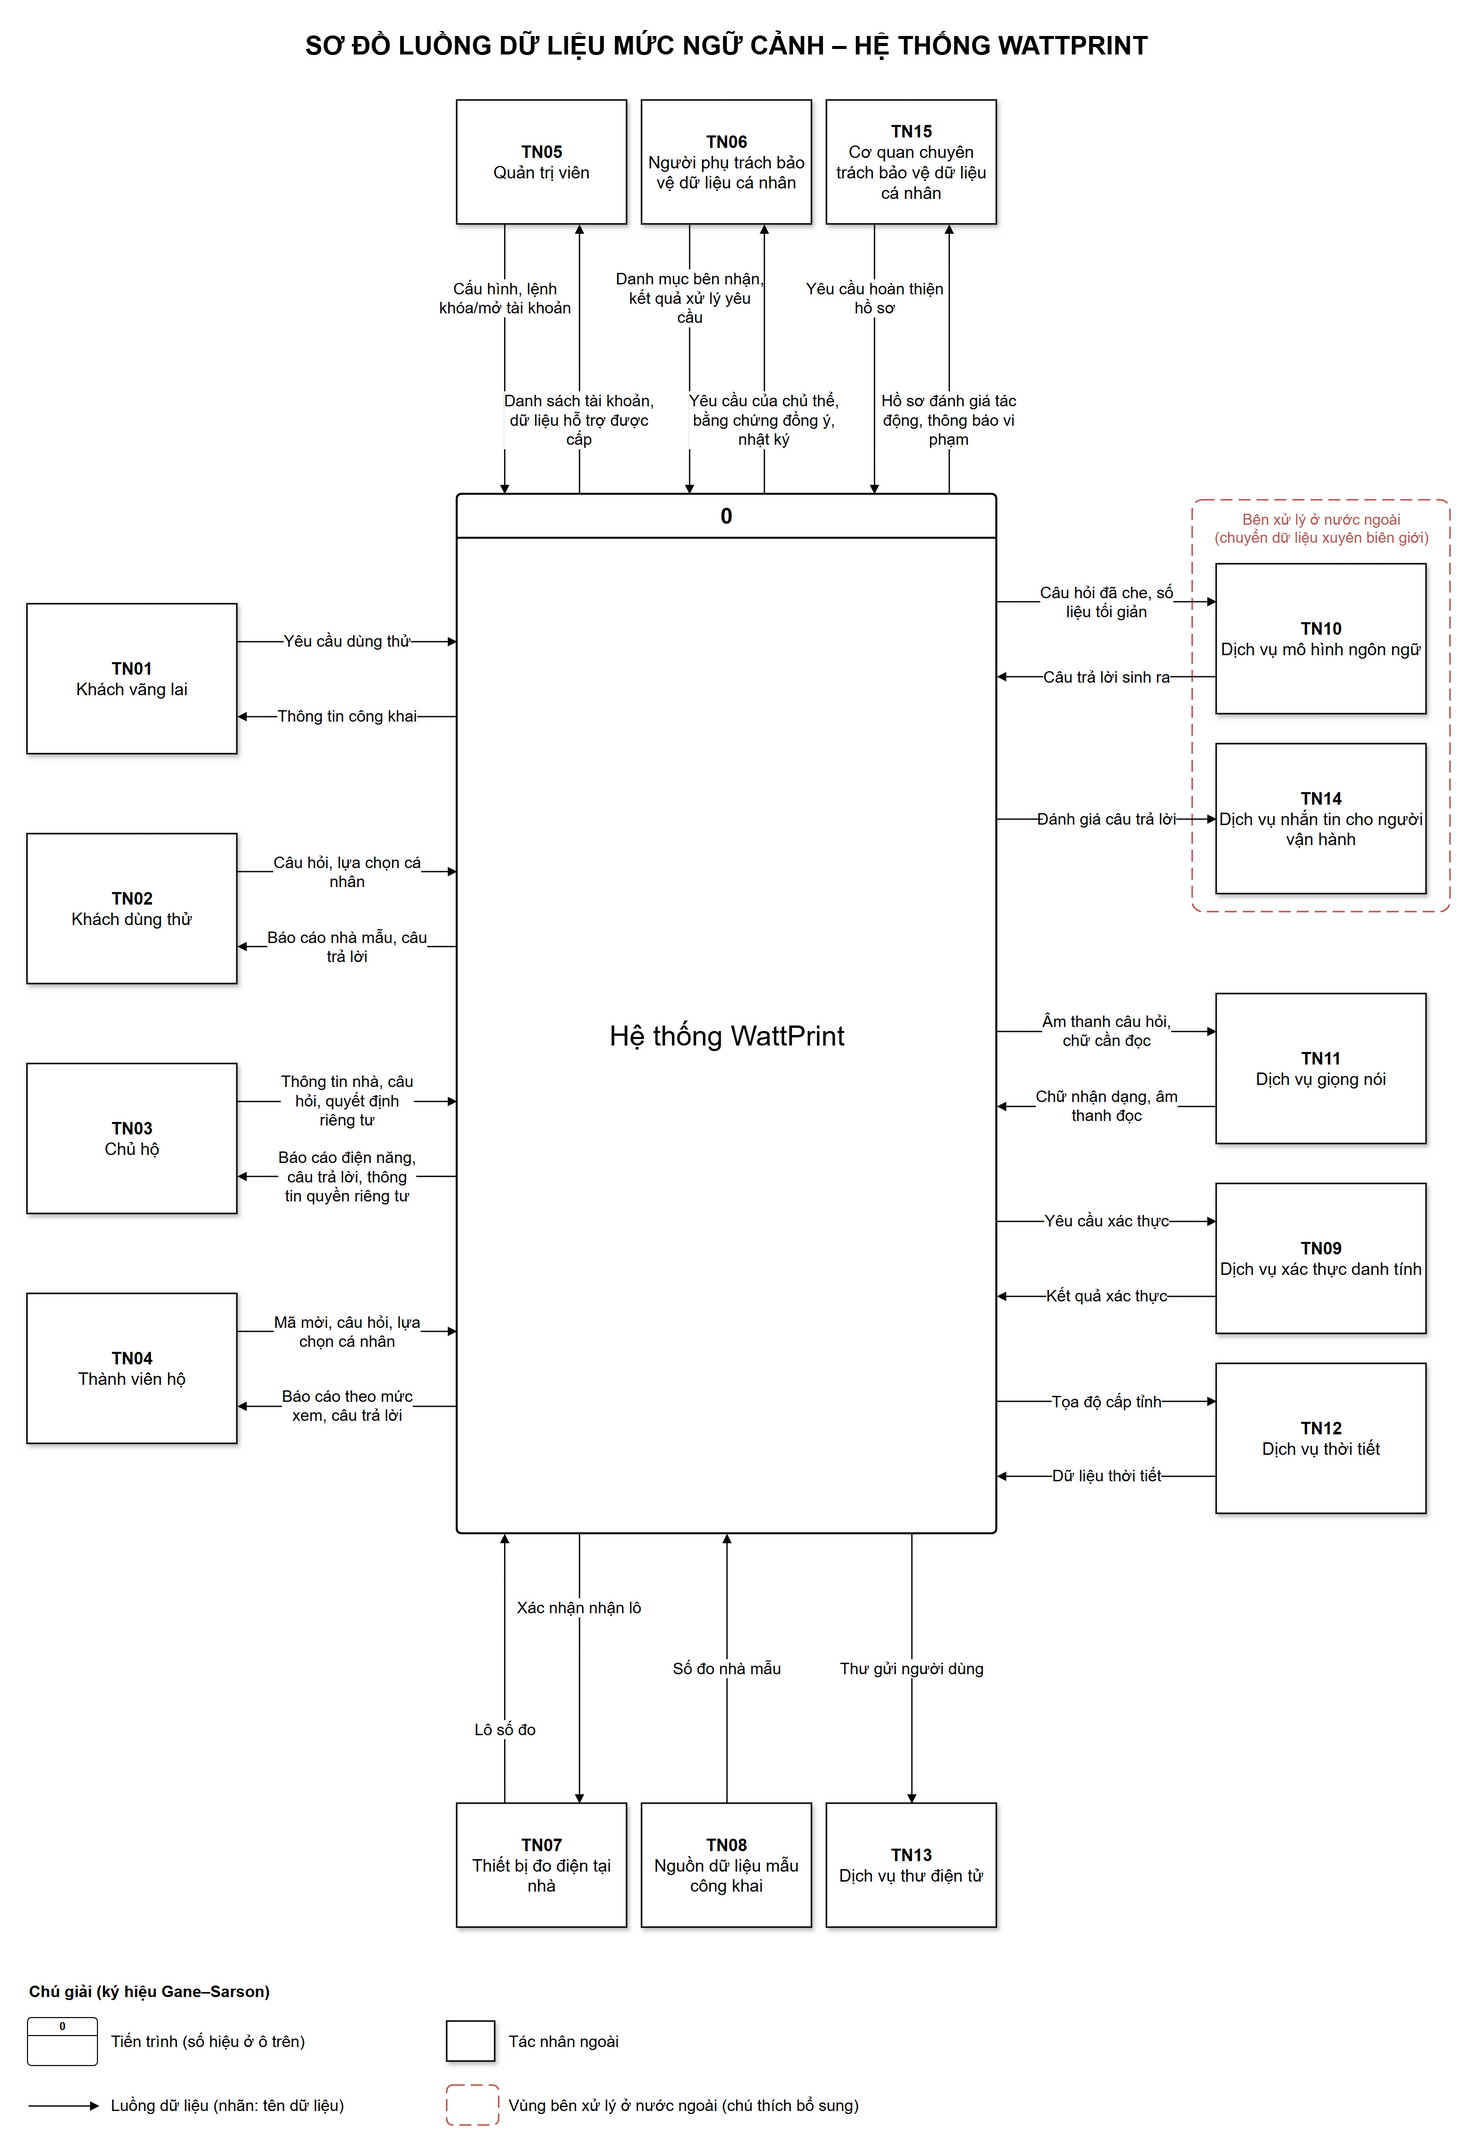 SƠ ĐỒ LUỒNG DỮ LIỆU MỨC NGỮ CẢNH – HỆ THỐNG WATTPRINT
TN05
Quản trị viên
TN06
Người phụ trách bảo
vệ dữ liệu cá nhân
TN15
Cơ quan chuyên
trách bảo vệ dữ liệu
cá nhân
Cấu hình, lệnh
khóa/mở tài khoản
Danh mục bên nhận,
kết quả xử lý yêu
cầu
Yêu cầu hoàn thiện
hồ sơ
Danh sách tài khoản,
dữ liệu hỗ trợ được
cấp
Yêu cầu của chủ thể,
bằng chứng đồng ý,
nhật ký
Hồ sơ đánh giá tác
động, thông báo vi
phạm
0
Hệ thống WattPrint
TN01
Khách vãng lai
Yêu cầu dùng thử
Thông tin công khai
TN02
Khách dùng thử
Câu hỏi, lựa chọn cá
nhân
Báo cáo nhà mẫu, câu
trả lời
TN03
Chủ hộ
Thông tin nhà, câu
hỏi, quyết định
riêng tư
Báo cáo điện năng,
câu trả lời, thông
tin quyền riêng tư
TN04
Thành viên hộ
Mã mời, câu hỏi, lựa
chọn cá nhân
Báo cáo theo mức
xem, câu trả lời
Bên xử lý ở nước ngoài
(chuyển dữ liệu xuyên biên giới)
Câu hỏi đã che, số
liệu tối giản
Câu trả lời sinh ra
TN10
Dịch vụ mô hình ngôn ngữ
Đánh giá câu trả lời
TN14
Dịch vụ nhắn tin cho người
vận hành
Âm thanh câu hỏi,
chữ cần đọc
Chữ nhận dạng, âm
thanh đọc
TN11
Dịch vụ giọng nói
Yêu cầu xác thực
Kết quả xác thực
TN09
Dịch vụ xác thực danh tính
Tọa độ cấp tỉnh
Dữ liệu thời tiết
TN12
Dịch vụ thời tiết
Xác nhận nhận lô
Số đo nhà mẫu
Thư gửi người dùng
Lô số đo
TN07
Thiết bị đo điện tại
nhà
TN08
Nguồn dữ liệu mẫu
công khai
TN13
Dịch vụ thư điện tử
Chú giải (ký hiệu Gane–Sarson)
0
Tiến trình (số hiệu ở ô trên)
Tác nhân ngoài
Luồng dữ liệu (nhãn: tên dữ liệu)
Vùng bên xử lý ở nước ngoài (chú thích bổ sung)